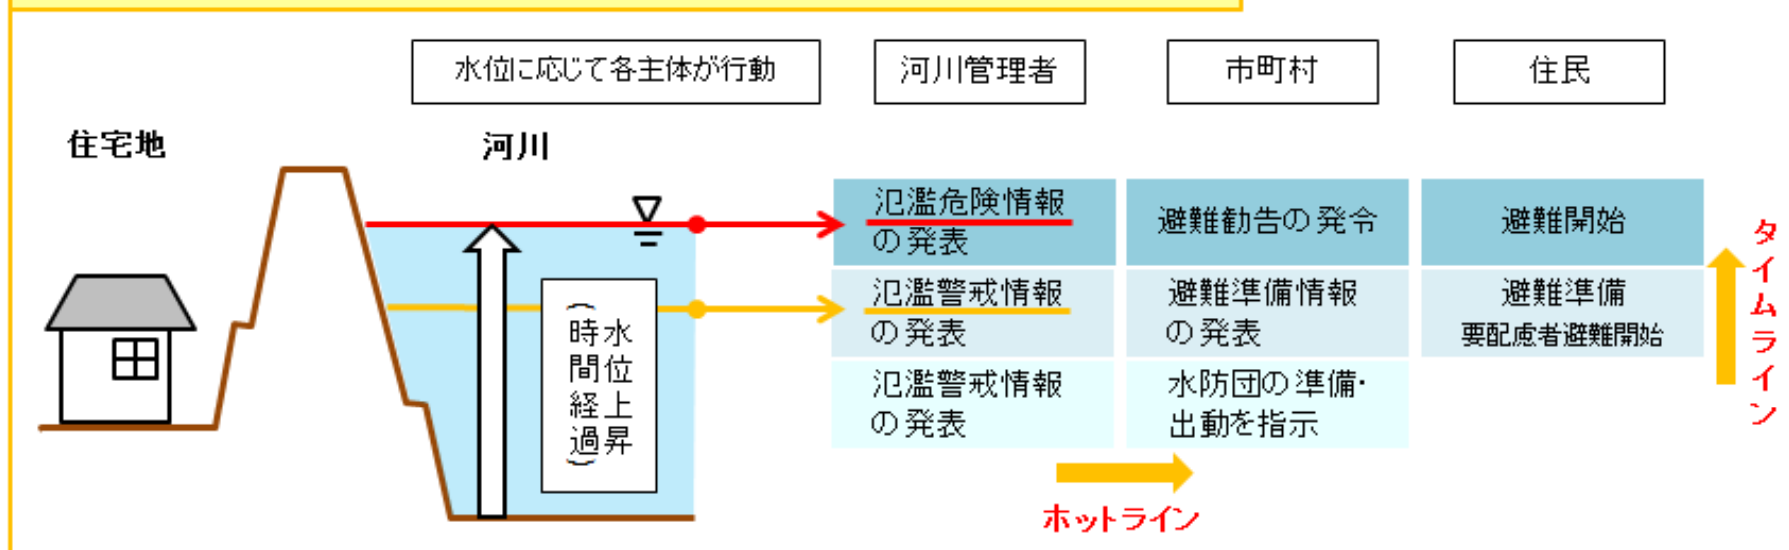 水位に応じて各主体が行動
河川管理者
市町村
住民
住宅地
河川
氾濫危険情報
の発表
避難勧告の発令
避難開始
氾濫警戒情報
の発表
避難準備情報
の発表
避難準備
要配慮者避難開始
氾濫警戒情報
の発表
水防団の準備・
出動を指示
水位上昇
(時間経過)
タイムライン
ホットライン